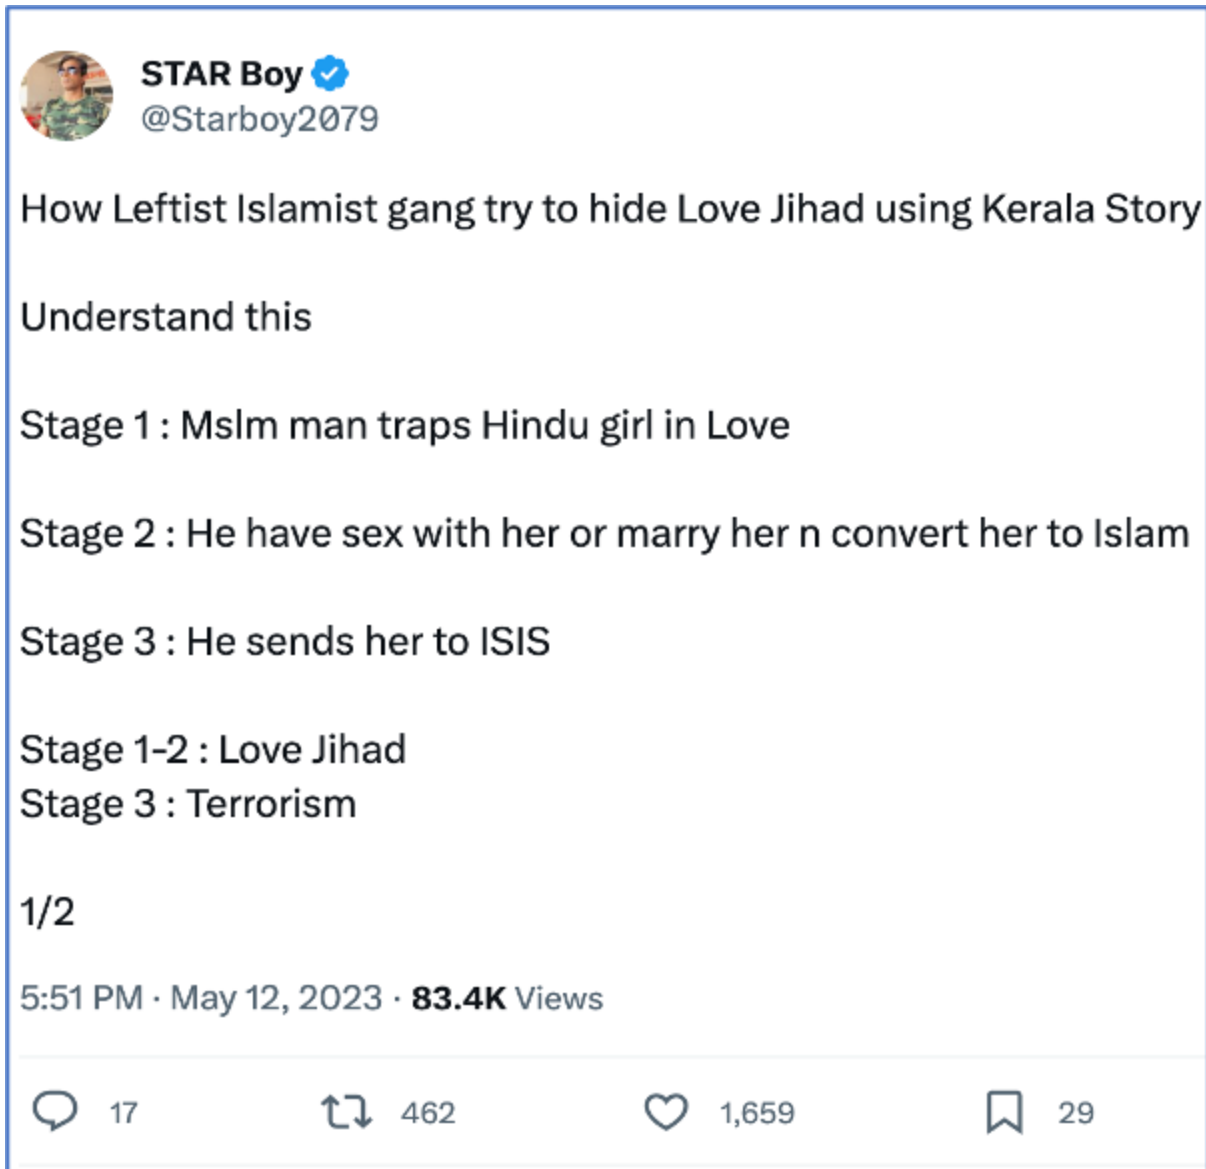 STAR Boy
@Starboy2079
How Leftist Islamist gang try to hide Love Jihad using Kerala Story
Understand this
Stage 1 : Mslm man traps Hindu girl in Love
Stage 2 : He have sex with her or marry her n convert her to Islam
Stage 3 : He sends her to ISIS
Stage 1-2 : Love Jihad
Stage 3 : Terrorism
1/2
5:51 PM · May 12, 2023 · 83.4K Views
17 462 1,659 29